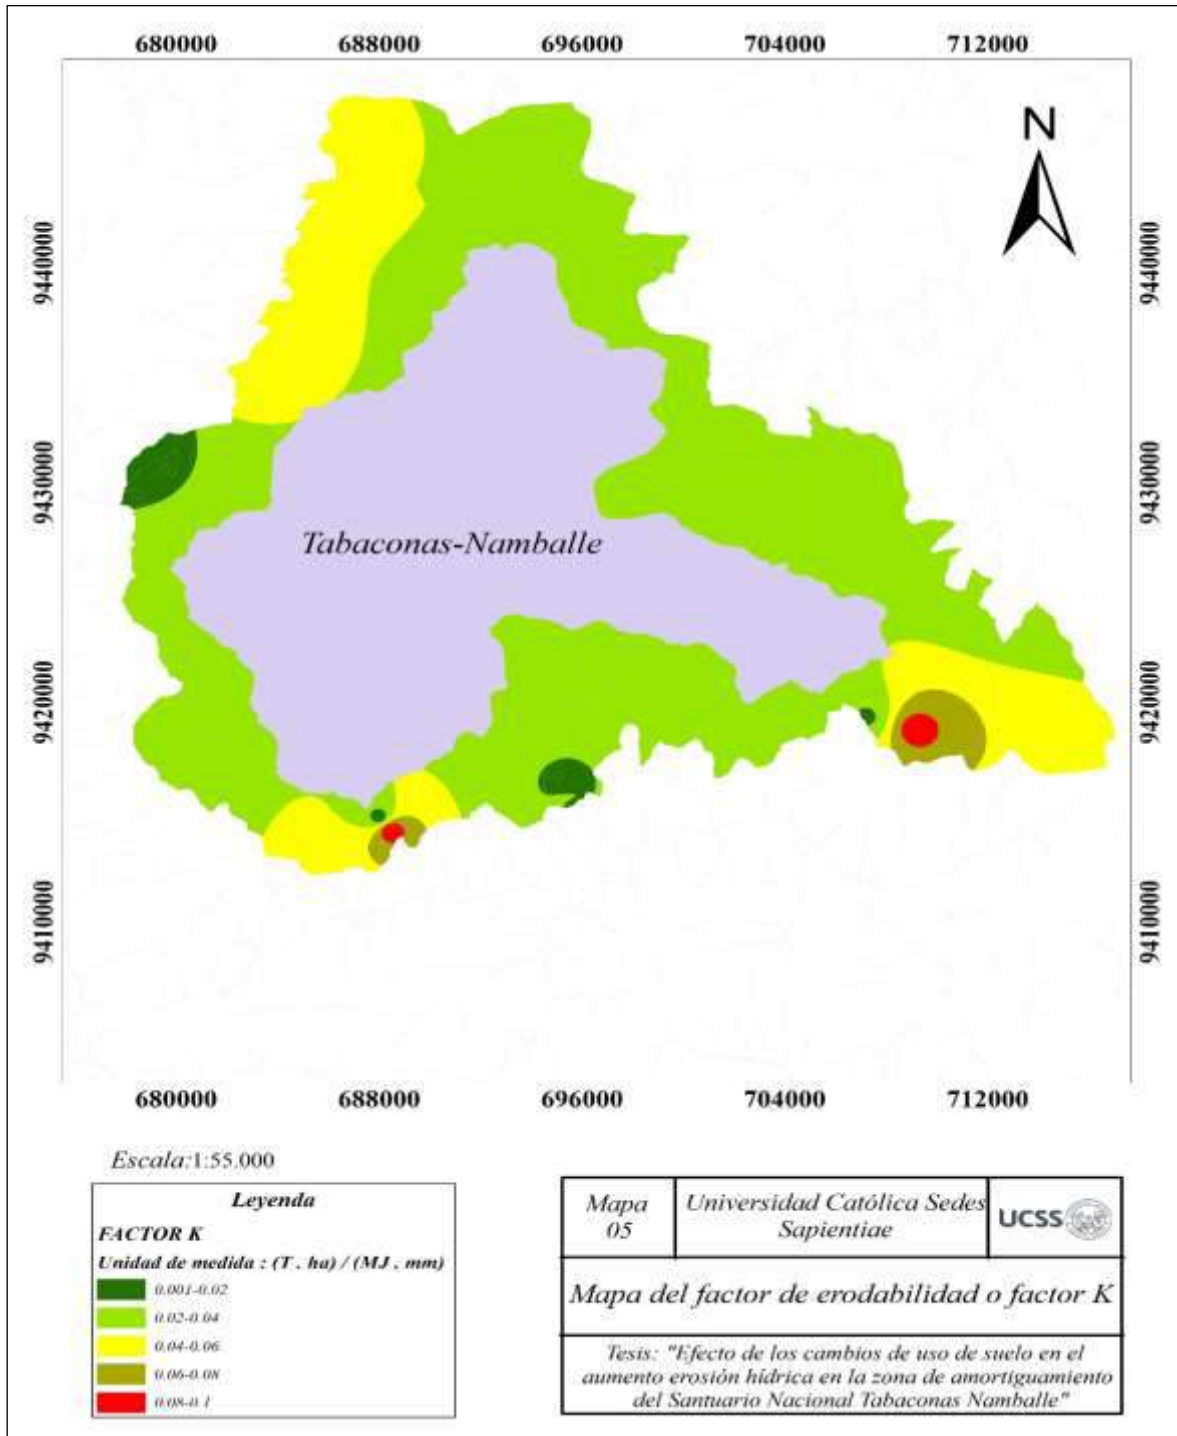 680000 688000 696000 704000 712000
N
9440000
9440000
9430000
9430000
Tabaconas-Namballe
9420000
9420000
9410000
9410000
680000 688000 696000 704000 712000
Escala:1:55.000
Leyenda
FACTOR K
Unidad de medida : (T . ha) / (MJ . mm)
0.001-0.02
0.02-0.04
0.04-0.06
0.06-0.08
0.08-0.1
Mapa
05
Universidad Católica Sedes
Sapientiae
UCSS
Mapa del factor de erodabilidad o factor K
Tesis: "Efecto de los cambios de uso de suelo en el
aumento erosión hídrica en la zona de amortiguamiento
del Santuario Nacional Tabaconas Namballe"